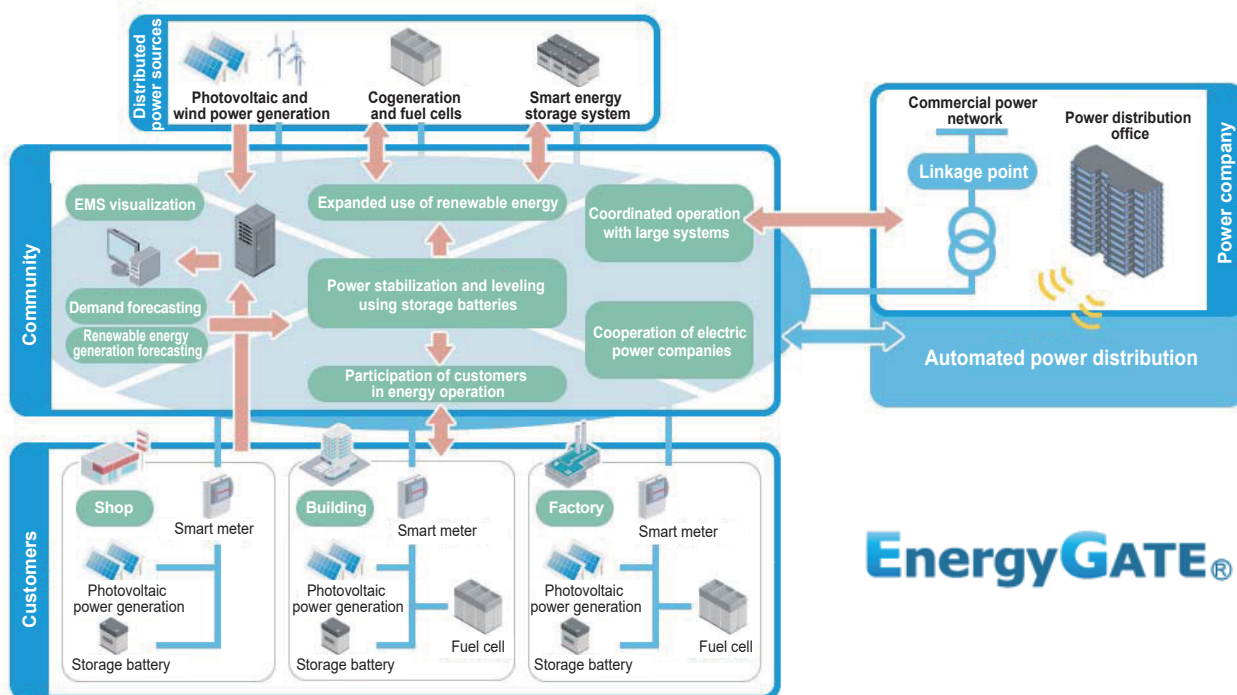 Distributed
power sources
Photovoltaic and
wind power generation
Cogeneration
and fuel cells
Smart energy
storage system
Community
EMS visualization
Demand forecasting
Renewable energy
generation forecasting
Expanded use of renewable energy
Power stabilization and leveling
using storage batteries
Participation of customers
in energy operation
Coordinated operation
with large systems
Cooperation of electric
power companies
Power company
Commercial power
network
Linkage point
Power distribution
office
Automated power distribution
Customers
Shop
Smart meter
Photovoltaic
power generation
Storage battery
Building
Smart meter
Photovoltaic
power generation
Storage battery
Fuel cell
Factory
Smart meter
Photovoltaic
power generation
Storage battery
Fuel cell
EnergyGATE®